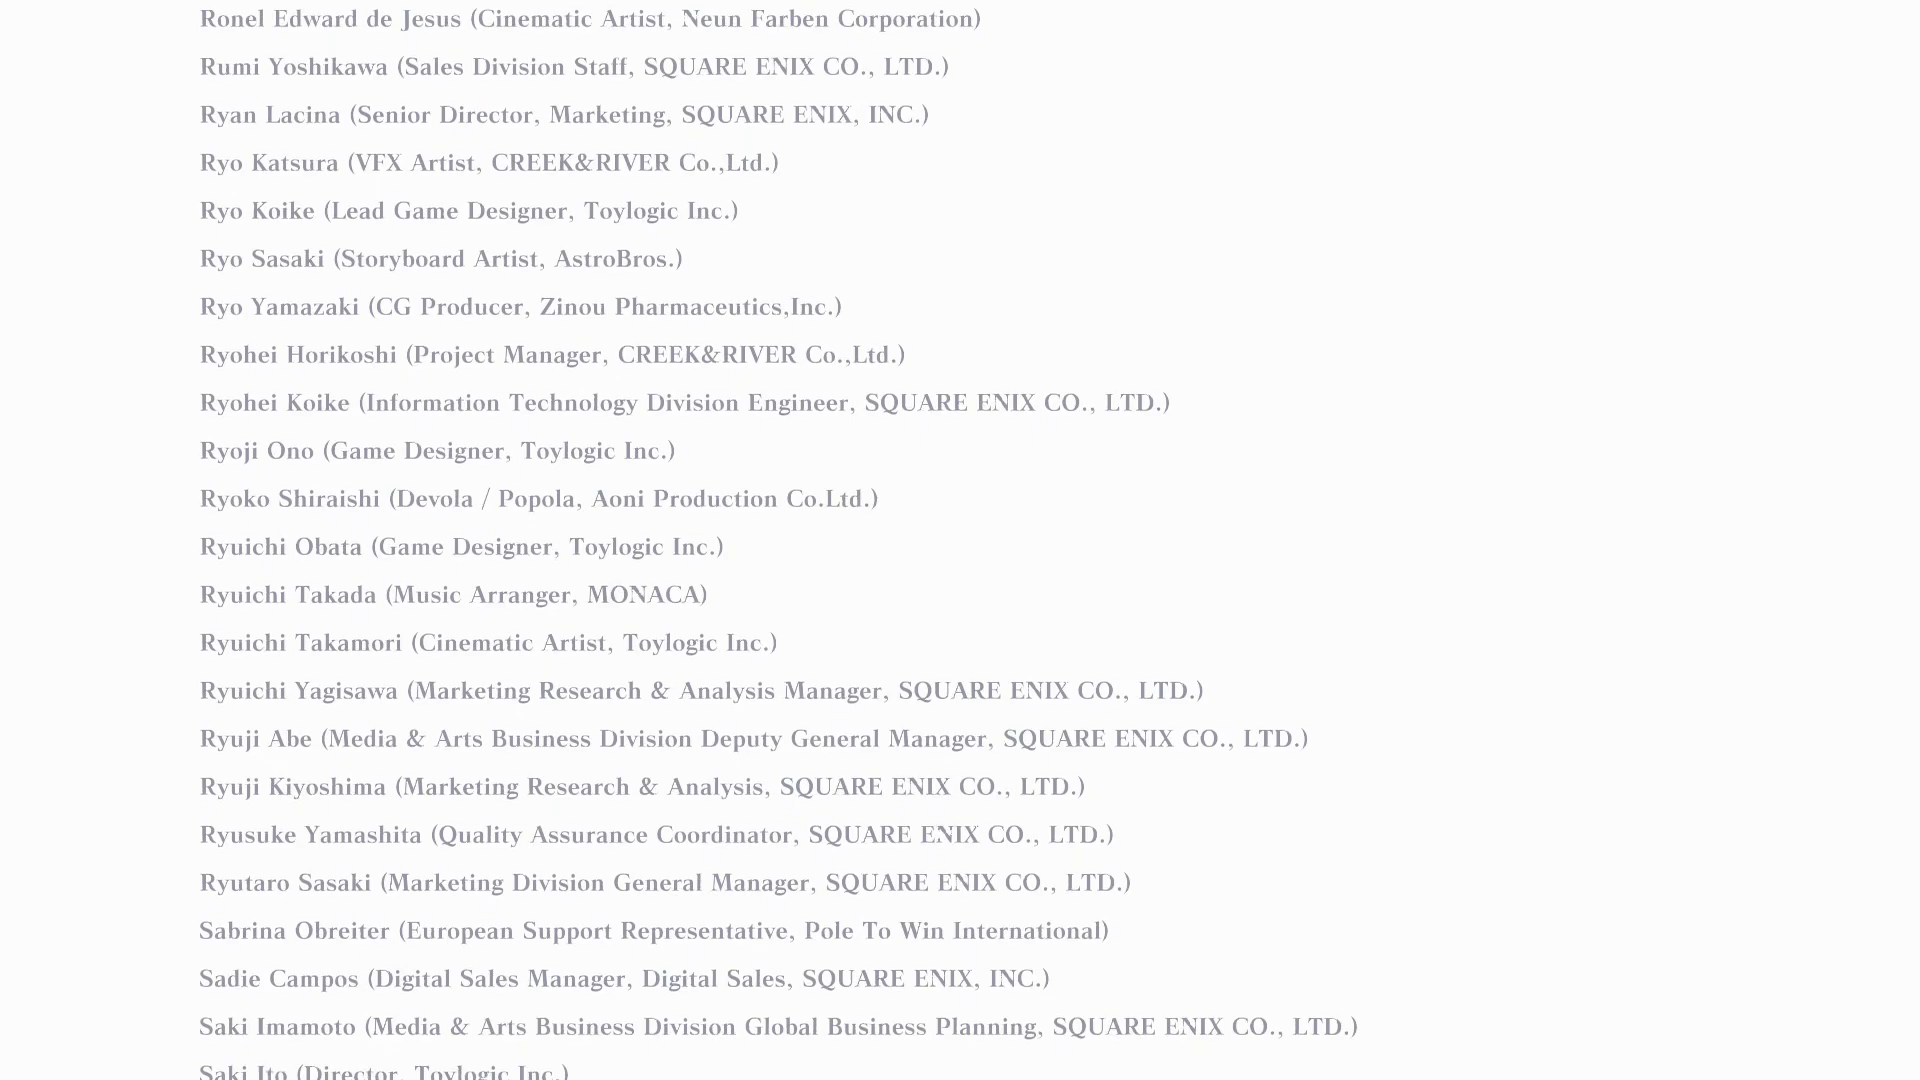 Ronel Edward de Jesus (Cinematic Artist, Neun Farben Corporation)
Rumi Yoshikawa (Sales Division Staff, SQUARE ENIX CO., LTD.)
Ryan Lacina (Senior Director, Marketing, SQUARE ENIX, INC.)
Ryo Katsura (VFX Artist, CREEK&RIVER Co.,Ltd.)
Ryo Koike (Lead Game Designer, Toylogic Inc.)
Ryo Sasaki (Storyboard Artist, AstroBros.)
Ryo Yamazaki (CG Producer, Zinou Pharmaceutics,Inc.)
Ryohei Horikoshi (Project Manager, CREEK&RIVER Co.,Ltd.)
Ryohei Koike (Information Technology Division Engineer, SQUARE ENIX CO., LTD.)
Ryoji Ono (Game Designer, Toylogic Inc.)
Ryoko Shiraishi (Devola / Popola, Aoni Production Co.Ltd.)
Ryuichi Obata (Game Designer, Toylogic Inc.)
Ryuichi Takada (Music Arranger, MONACA)
Ryuichi Takamori (Cinematic Artist, Toylogic Inc.)
Ryuichi Yagisawa (Marketing Research & Analysis Manager, SQUARE ENIX CO., LTD.)
Ryuji Abe (Media & Arts Business Division Deputy General Manager, SQUARE ENIX CO., LTD.)
Ryuji Kiyoshima (Marketing Research & Analysis, SQUARE ENIX CO., LTD.)
Ryusuke Yamashita (Quality Assurance Coordinator, SQUARE ENIX CO., LTD.)
Ryutaro Sasaki (Marketing Division General Manager, SQUARE ENIX CO., LTD.)
Sabrina Obreiter (European Support Representative, Pole To Win International)
Sadie Campos (Digital Sales Manager, Digital Sales, SQUARE ENIX, INC.)
Saki Imamoto (Media & Arts Business Division Global Business Planning, SQUARE ENIX CO., LTD.)
Saki Ito (Director, Toylogic Inc.)